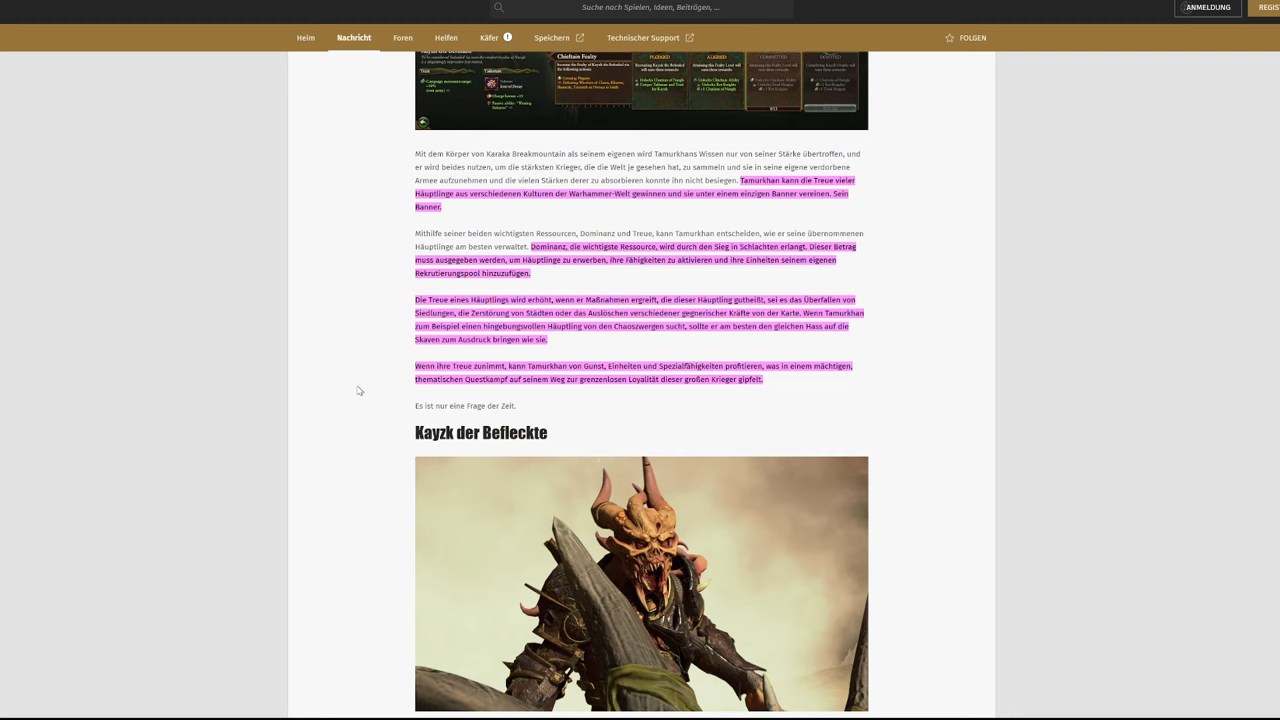 Suche nach Spielen, Ideen, Beiträgen, ...
ANMELDUNG
REGIS
Heim
Nachricht
Foren
Helfen
Käfer
Speichern
Technischer Support
FOLGEN
Chieftain Fealty
PLEDGED
ALIGNED
COMMITTED
DEVOTED
Mit dem Körper von Karaka Breakmountain als seinem eigenen wird Tamurkhans Wissen nur von seiner Stärke übertroffen, und
er wird beides nutzen, um die stärksten Krieger, die die Welt je gesehen hat, zu sammeln und sie in seine eigene verdorbene
Armee aufzunehmen und die vielen Stärken derer zu absorbieren konnte ihn nicht besiegen. Tamurkhan kann die Treue vieler
Häuptlinge aus verschiedenen Kulturen der Warhammer-Welt gewinnen und sie unter einem einzigen Banner vereinen. Sein
Banner.
Mithilfe seiner beiden wichtigsten Ressourcen, Dominanz und Treue, kann Tamurkhan entscheiden, wie er seine übernommenen
Häuptlinge am besten verwaltet. Dominanz, die wichtigste Ressource, wird durch den Sieg in Schlachten erlangt. Dieser Betrag
muss ausgegeben werden, um Häuptlinge zu erwerben, ihre Fähigkeiten zu aktivieren und ihre Einheiten seinem eigenen
Rekrutierungspool hinzuzufügen.
Die Treue eines Häuptlings wird erhöht, wenn er Maßnahmen ergreift, die dieser Häuptling gutheißt, sei es das Überfallen von
Siedlungen, die Zerstörung von Städten oder das Auslöschen verschiedener gegnerischer Kräfte von der Karte. Wenn Tamurkhan
zum Beispiel einen hingebungsvollen Häuptling von den Chaoszwergen sucht, sollte er am besten den gleichen Hass auf die
Skaven zum Ausdruck bringen wie sie.
Wenn ihre Treue zunimmt, kann Tamurkhan von Gunst, Einheiten und Spezialfähigkeiten profitieren, was in einem mächtigen,
thematischen Questkampf auf seinem Weg zur grenzenlosen Loyalität dieser großen Krieger gipfelt.
Es ist nur eine Frage der Zeit.
Kayzk der Befleckte